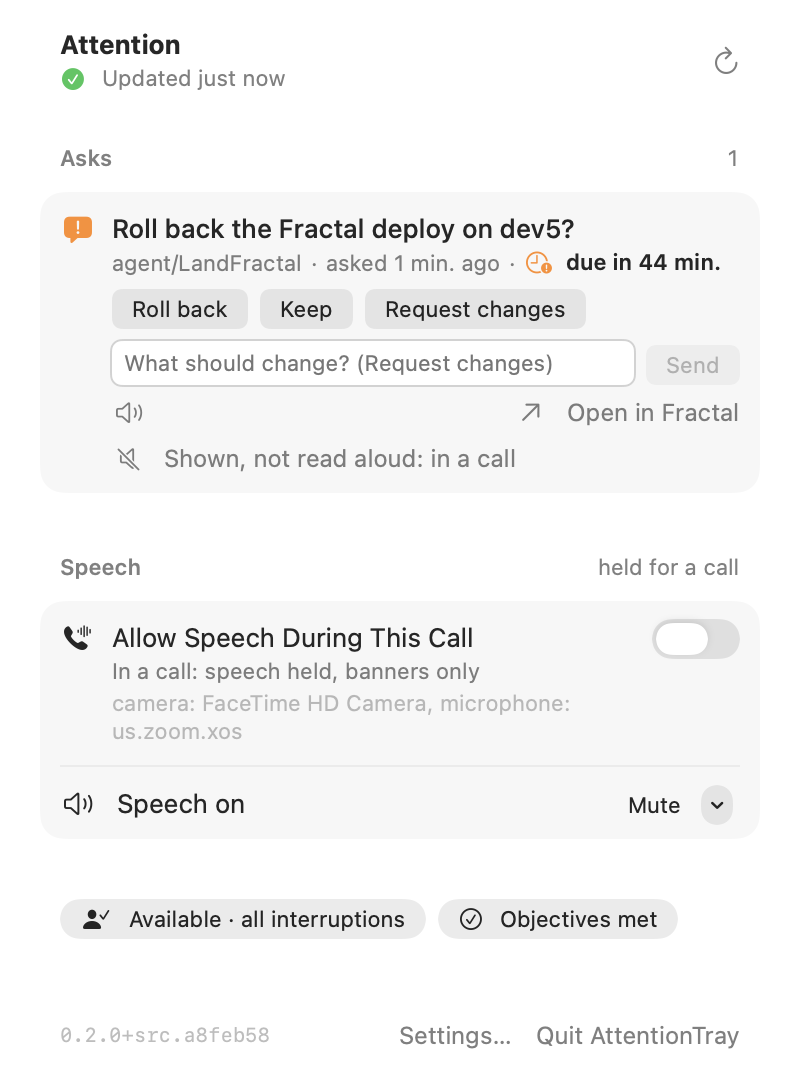 Attention
Updated just now
Asks 1
Roll back the Fractal deploy on dev5?
agent/LandFractal · asked 1 min. ago · due in 44 min.
Roll back Keep Request changes
What should change? (Request changes) Send
Open in Fractal
Shown, not read aloud: in a call
Speech held for a call
Allow Speech During This Call
In a call: speech held, banners only
camera: FaceTime HD Camera, microphone:
us.zoom.xos
Speech on Mute
Available · all interruptions Objectives met
0.2.0+src.a8feb58 Settings... Quit AttentionTray